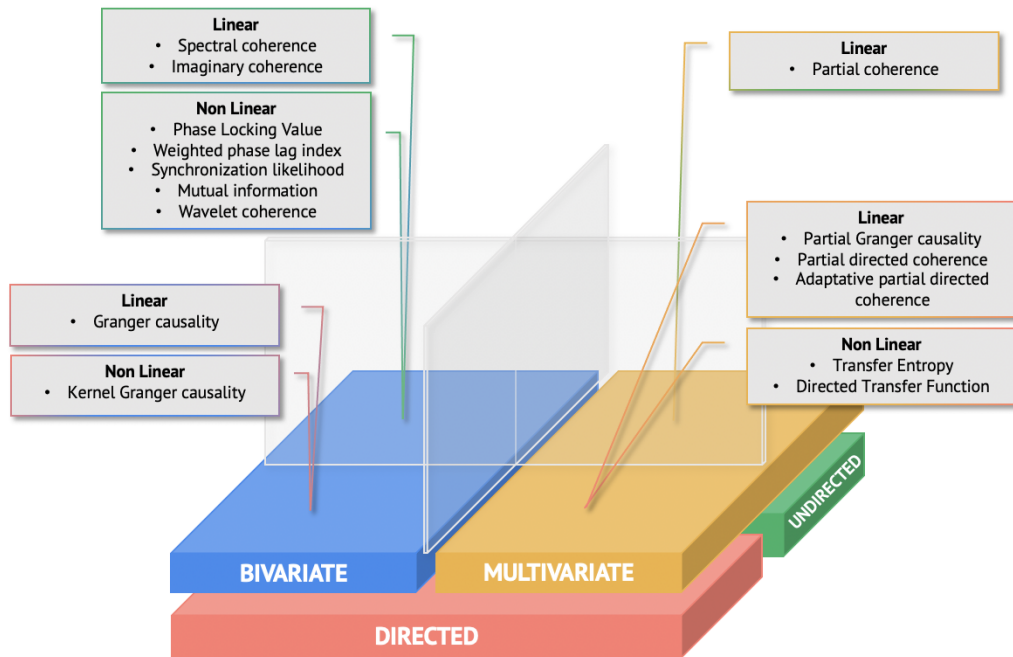 Linear
• Spectral coherence
• Imaginary coherence
Non Linear
• Phase Locking Value
• Weighted phase lag index
• Synchronization likelihood
• Mutual information
• Wavelet coherence
Linear
• Granger causality
Non Linear
• Kernel Granger causality
Linear
• Partial coherence
Linear
• Partial Granger causality
• Partial directed coherence
• Adaptative partial directed
coherence
Non Linear
• Transfer Entropy
• Directed Transfer Function
BIVARIATE
MULTIVARIATE
UNDIRECTED
DIRECTED